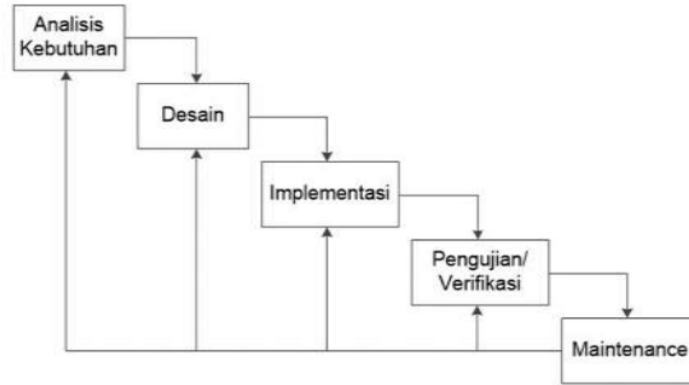 Analisis
Kebutuhan
Desain
Implementasi
Pengujian/
Verifikasi
Maintenance